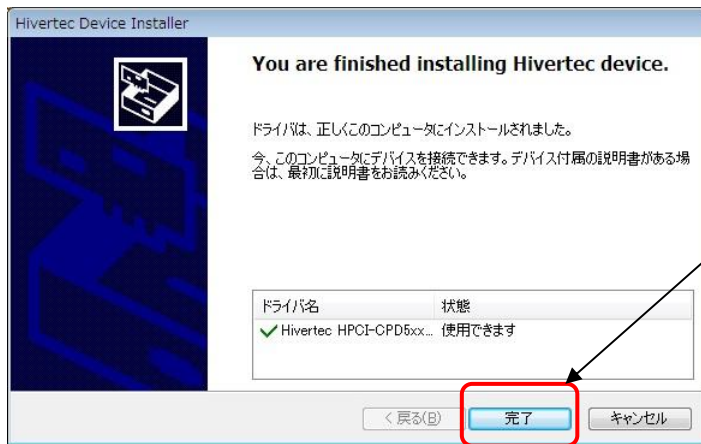 Hivertec Device Installer
You are finished installing Hivertec device.
ドライバは、正しくこのコンピュータにインストールされました。
今、このコンピュータにデバイスを接続できます。デバイス付属の説明書がある場
合は、最初に説明書をお読みください。
ドライバ名 状態
Hivertec HPCI-CPD5xx... 使用できます
< 戻る(B) 完了 キャンセル